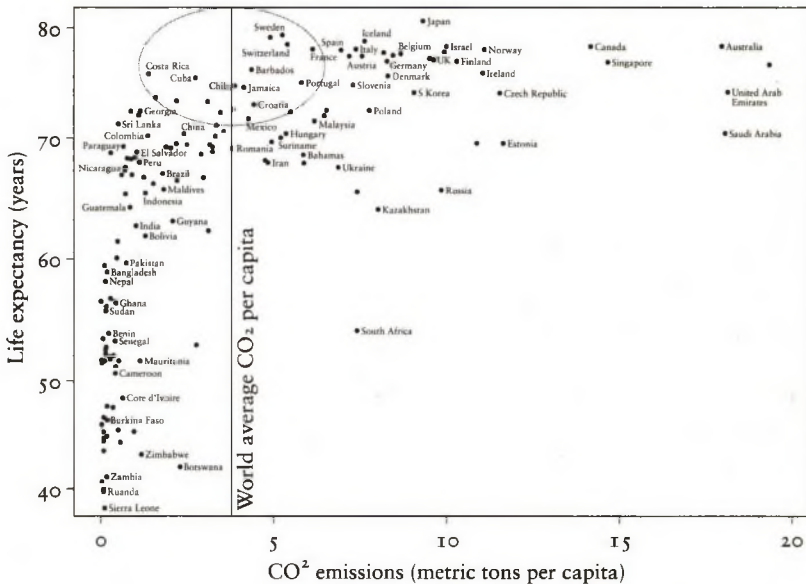 80
70
60
50
40
Life expectancy (years)
Sweden
Japan
Switzerland
Iceland
Spain
Italy
France
Belgium
Israel
Norway
Canada
Australia
Costa Rica
Cuba
Barbados
Austria
Germany
UK
Finland
Singapore
Jamaica
Portugal
Slovenia
Denmark
Ireland
Croatia
S Korea
Czech Republic
United Arab
Emirates
Georgia
Sri Lanka
China
Mexico
Malaysia
Poland
Colombia
Hungary
Saudi Arabia
Paraguay
El Salvador
Romania
Suriname
Estonia
Peru
Bahamas
Iran
Nicaragua
Brazil
Ukraine
Maldives
Russia
Indonesia
Guatemala
Kazakhstan
India
Guyana
Bolivia
Pakistan
Bangladesh
Nepal
Ghana
Sudan
South Africa
Benin
Senegal
Mauritania
Cameroon
Core d'Ivoire
Burkina Faso
Zimbabwe
Botswana
Zambia
Ruanda
Sierra Leone
World average CO2 per capita
0 5 10 15 20
CO² emissions (metric tons per capita)